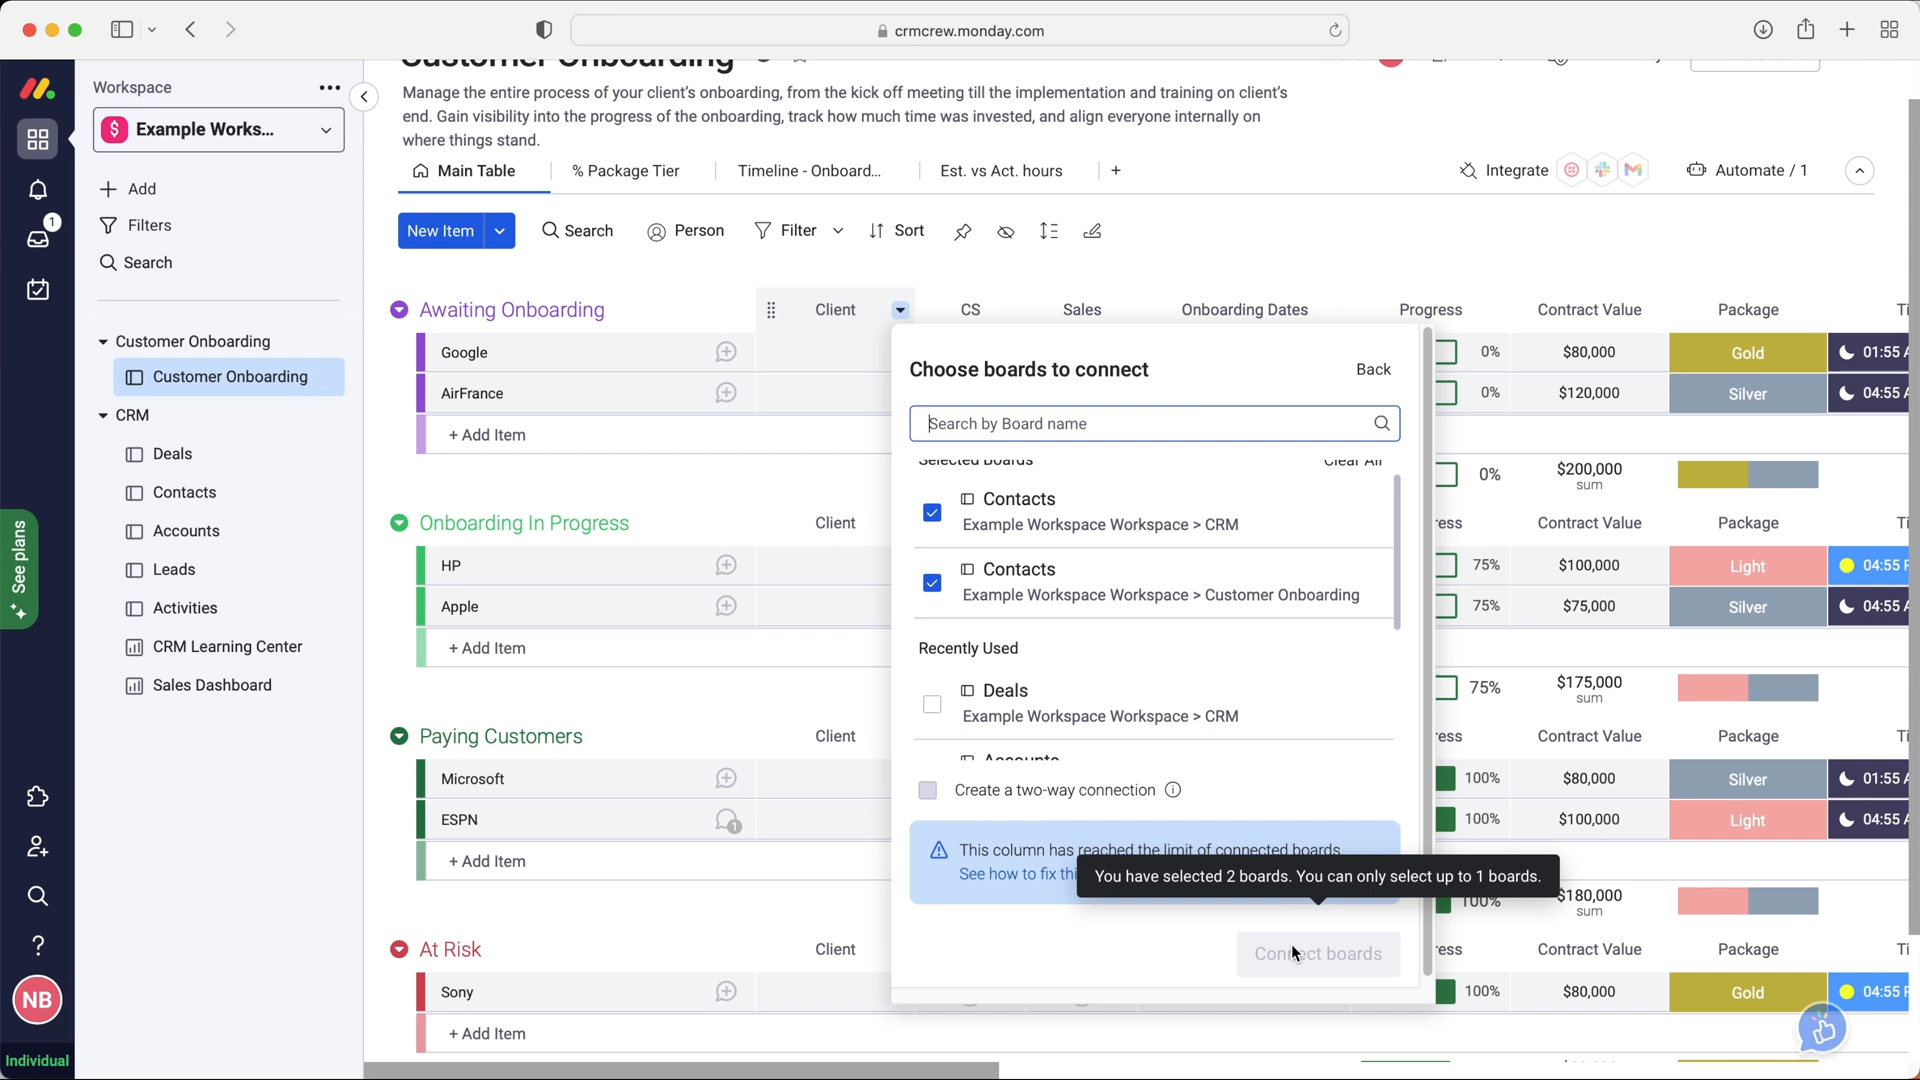 crmcrew.monday.com
Customer Onboarding
Manage the entire process of your client's onboarding, from the kick off meeting till the implementation and training on client's
end. Gain visibility into the progress of the onboarding, track how much time was invested, and align everyone internally on
where things stand.
Workspace
$ Example Works...
Add
Filters
Search
Customer Onboarding
Customer Onboarding
CRM
Deals
Contacts
Accounts
Leads
Activities
CRM Learning Center
Sales Dashboard
1
See plans
?
NB
Individual
Main Table
% Package Tier
Timeline - Onboard...
Est. vs Act. hours
+
Integrate
Automate / 1
New Item
Search
Person
Filter
Sort
Awaiting Onboarding
Client
CS
Sales
Onboarding Dates
Progress
Contract Value
Package
Google
0%
$80,000
Gold
01:55
AirFrance
0%
$120,000
Silver
04:55
+ Add Item
0%
$200,000
sum
Onboarding In Progress
Client
ress
Contract Value
Package
HP
75%
$100,000
Light
04:55
Apple
75%
$75,000
Silver
04:55
+ Add Item
75%
$175,000
sum
Paying Customers
Client
ress
Contract Value
Package
Microsoft
100%
$80,000
Silver
01:55
ESPN
1
100%
$100,000
Light
04:55
+ Add Item
100%
$180,000
sum
At Risk
Client
ress
Contract Value
Package
Sony
100%
$80,000
Gold
04:55
+ Add Item
Choose boards to connect
Back
Search by Board name
Selected Boards
Clear All
Contacts
Example Workspace Workspace > CRM
Contacts
Example Workspace Workspace > Customer Onboarding
Recently Used
Deals
Example Workspace Workspace > CRM
Accounts
Create a two-way connection
This column has reached the limit of connected boards
See how to fix thi
You have selected 2 boards. You can only select up to 1 boards.
Connect boards